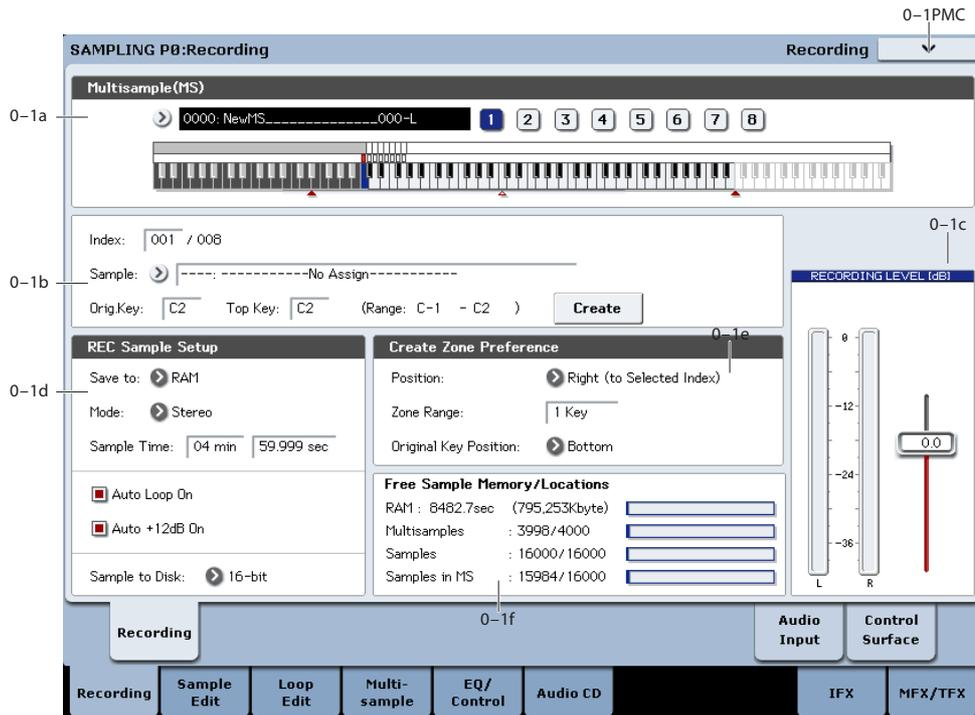 0–1PMC
SAMPLING P0:Recording
Recording
0–1a
Multisample(MS)
0000: NewMS______________000-L
1 2 3 4 5 6 7 8
0–1b
Index: 001 / 008
Sample: ----: -----------No Assign------------
Orig.Key: C2 Top Key: C2 (Range: C-1 - C2 ) Create
0–1c
RECORDING LEVEL [dB]
0
-12
-24
-36
0.0
L R
0–1d
REC Sample Setup
Save to: RAM
Mode: Stereo
Sample Time: 04 min 59.999 sec
Auto Loop On
Auto +12dB On
Sample to Disk: 16-bit
0–1e
Create Zone Preference
Position: Right (to Selected Index)
Zone Range: 1 Key
Original Key Position: Bottom
Free Sample Memory/Locations
RAM : 8482.7sec (795,253Kbyte)
Multisamples : 3998/4000
Samples : 16000/16000
Samples in MS : 15984/16000
0–1f
Recording
Audio Input
Control Surface
Recording
Sample Edit
Loop Edit
Multi-sample
EQ/ Control
Audio CD
IFX
MFX/TFX